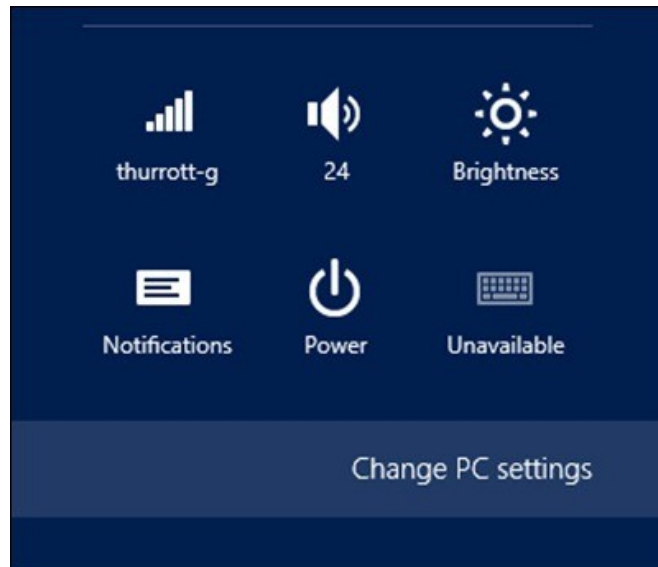 thurrott-g 24 Brightness
Notifications Power Unavailable
Change PC settings